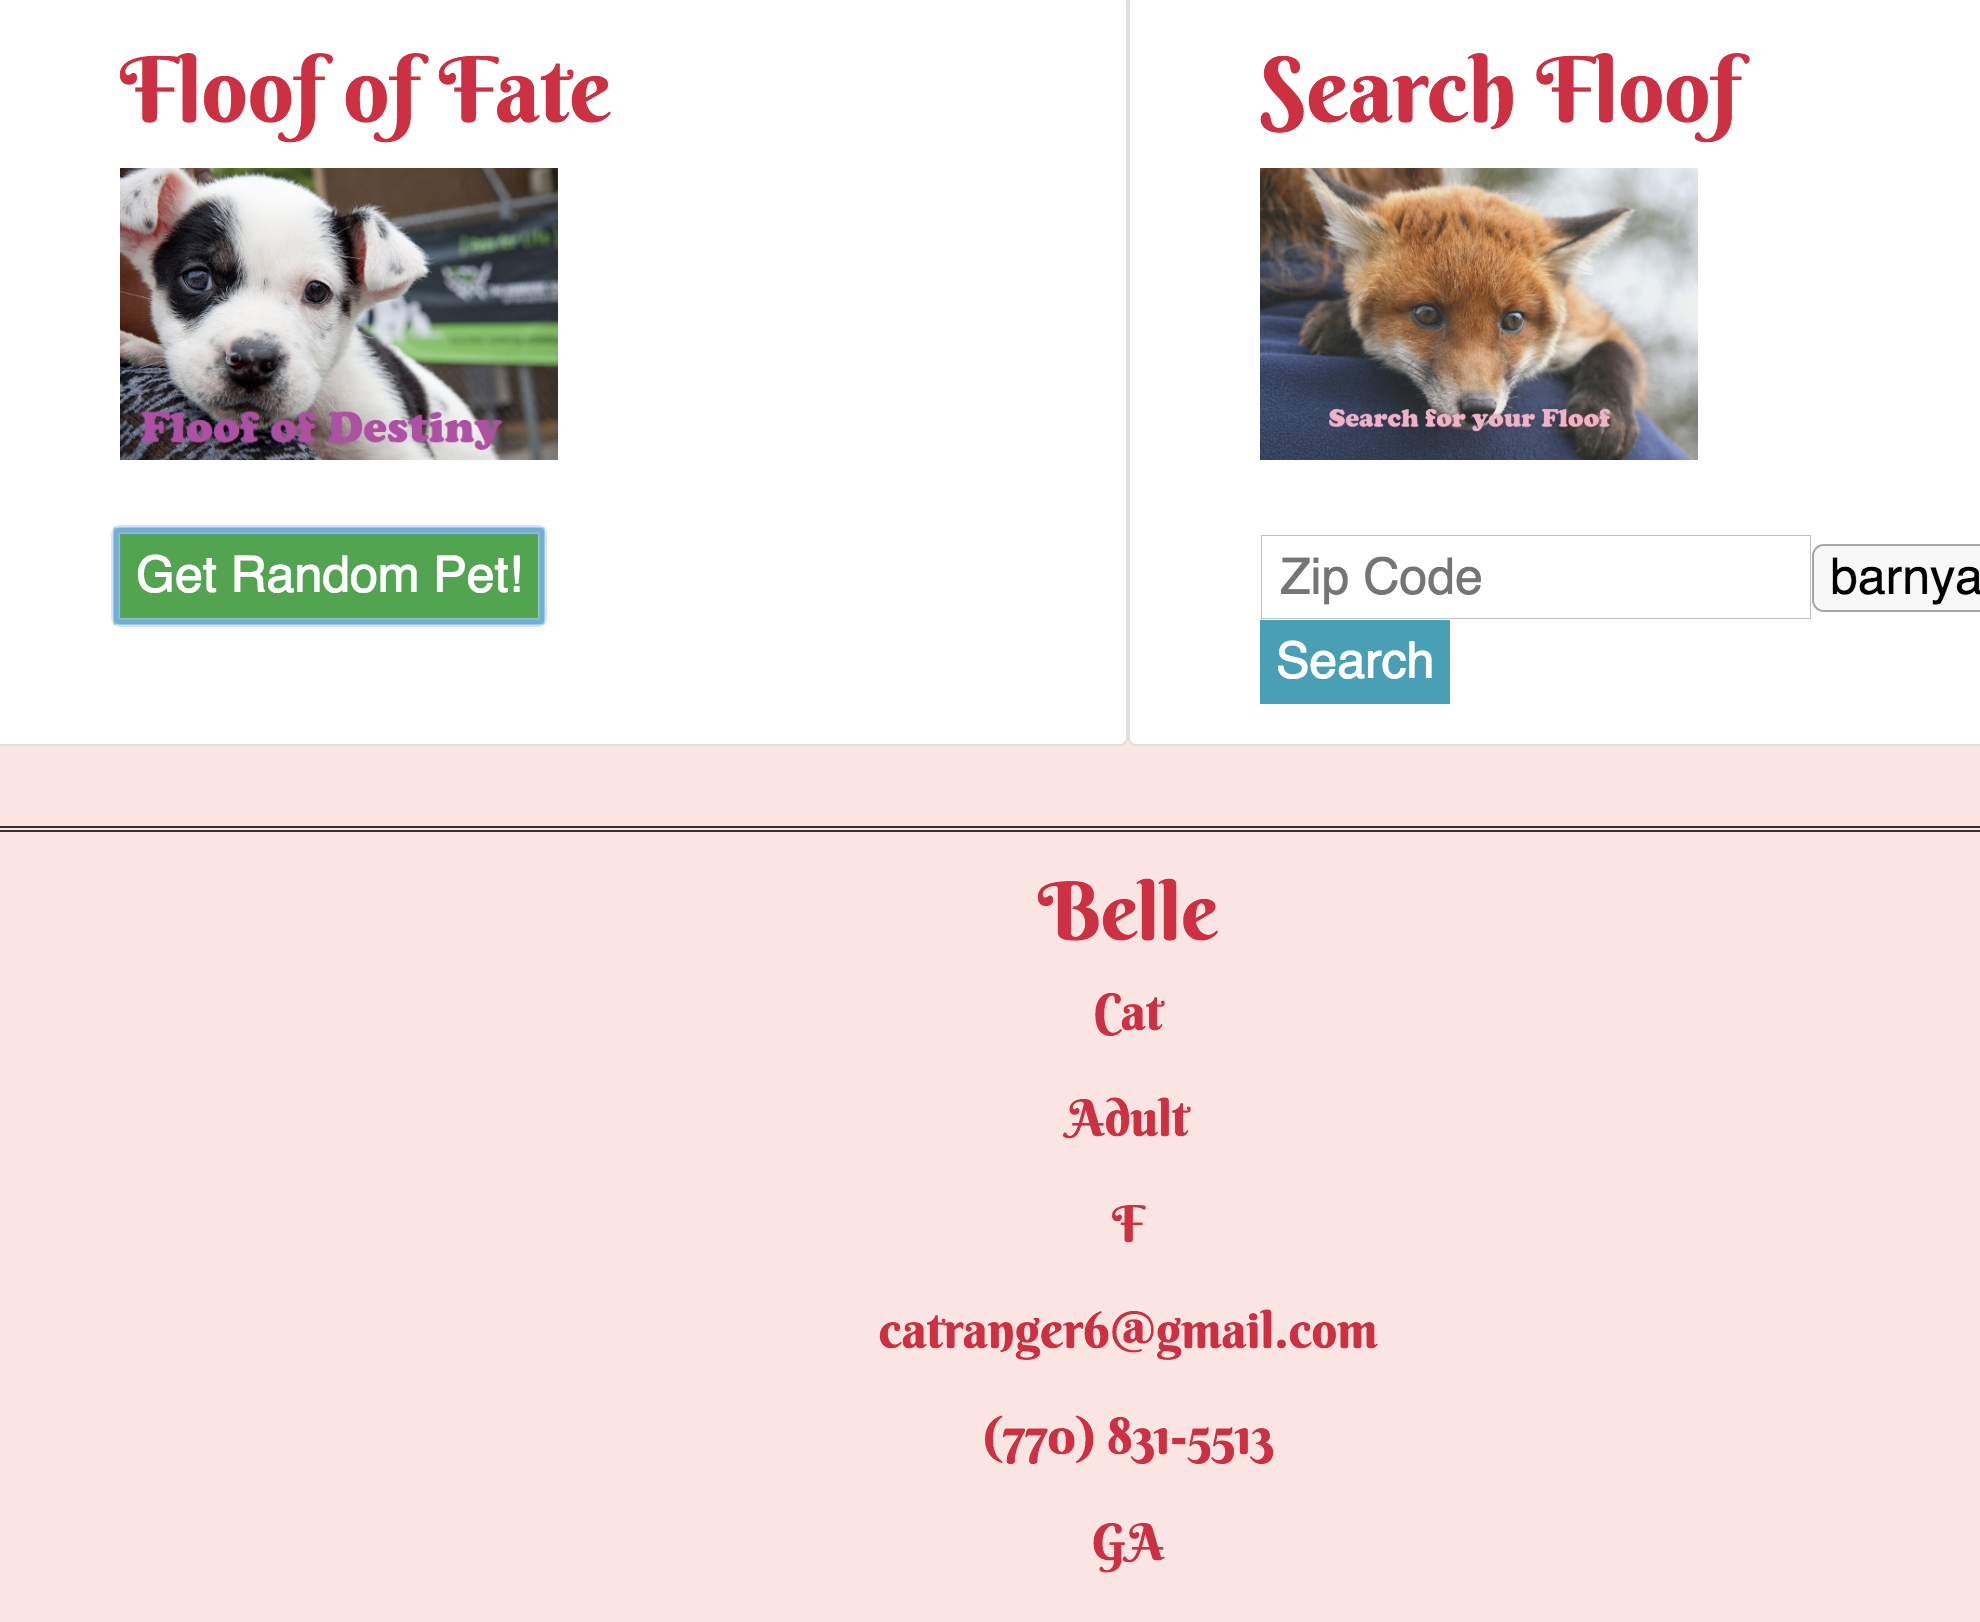 Floof of Fate
Floof of Destiny
Get Random Pet!
Search Floof
Search for your Floof
Zip Code
barnya
Search
Belle
Cat
Adult
F
catranger6@gmail.com
(770) 831-5513
GA